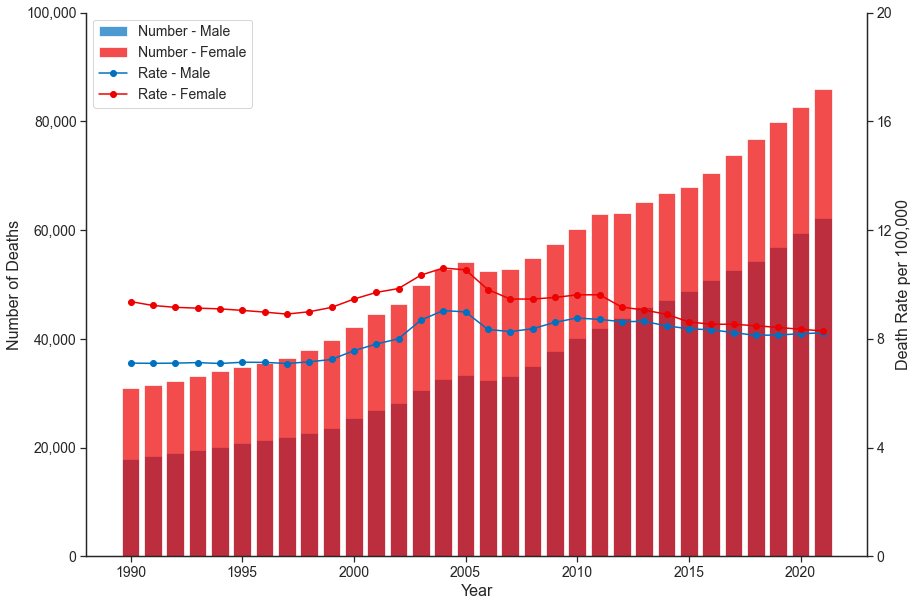 100,000
80,000
60,000
40,000
20,000
0
Number of Deaths
Number - Male
Number - Female
Rate - Male
Rate - Female
20
16
12
8
4
0
Death Rate per 100,000
1990
1995
2000
2005
2010
2015
2020
Year